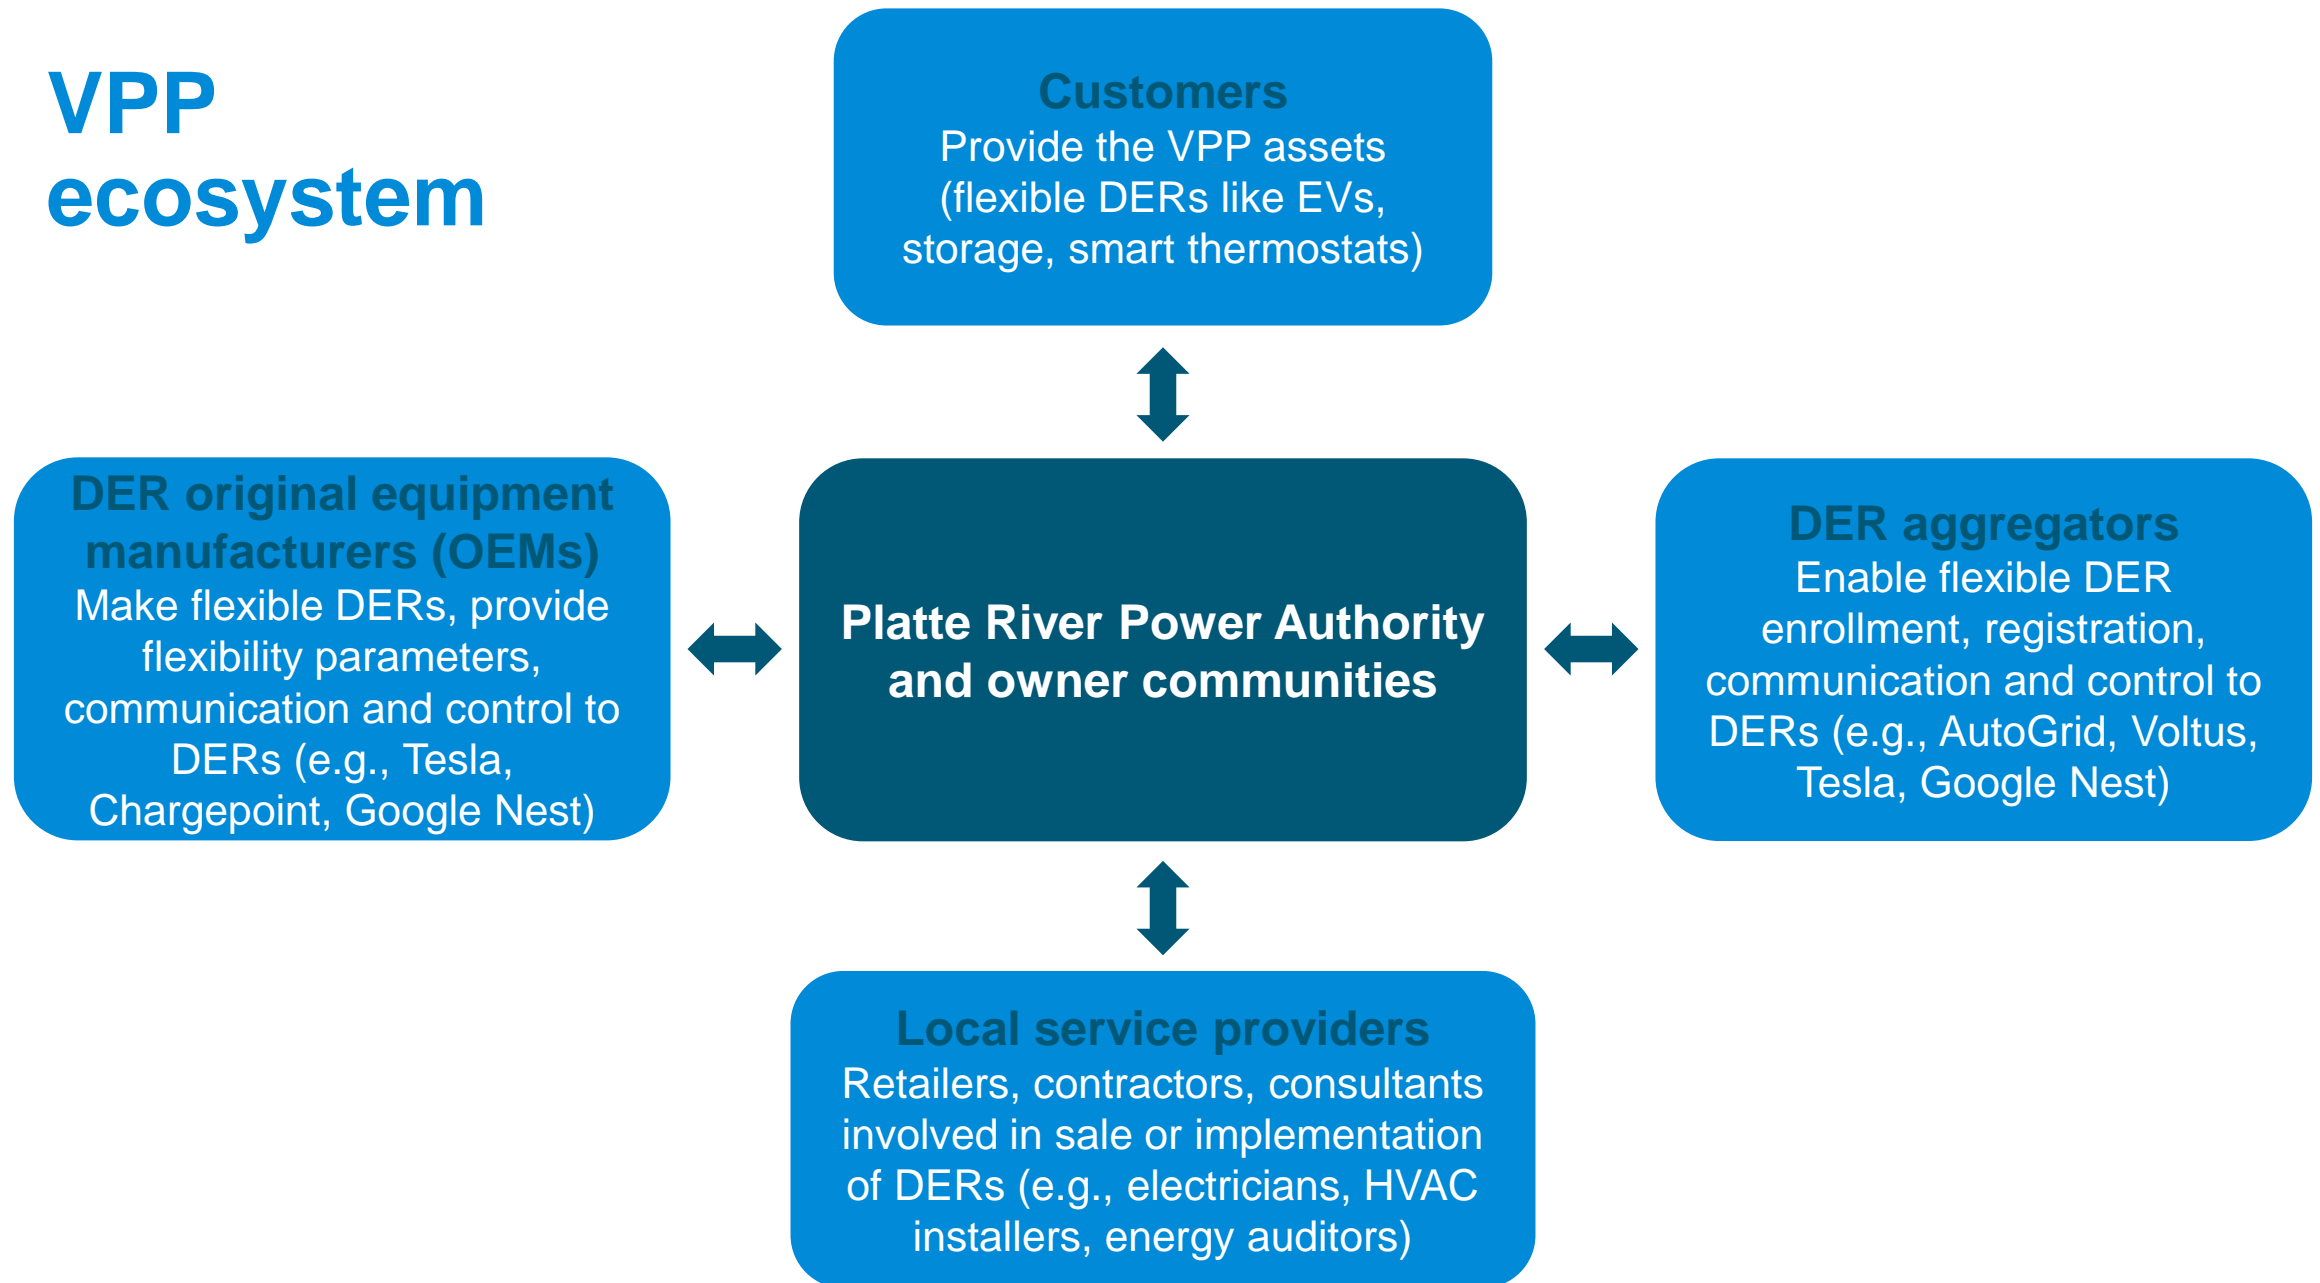 VPP
ecosystem
Customers
Provide the VPP assets
(flexible DERs like EVs,
storage, smart thermostats)
DER original equipment
manufacturers (OEMs)
Make flexible DERs, provide
flexibility parameters,
communication and control to
DERs (e.g., Tesla,
Chargepoint, Google Nest)
Platte River Power Authority
and owner communities
DER aggregators
Enable flexible DER
enrollment, registration,
communication and control to
DERs (e.g., AutoGrid, Voltus,
Tesla, Google Nest)
Local service providers
Retailers, contractors, consultants
involved in sale or implementation
of DERs (e.g., electricians, HVAC
installers, energy auditors)